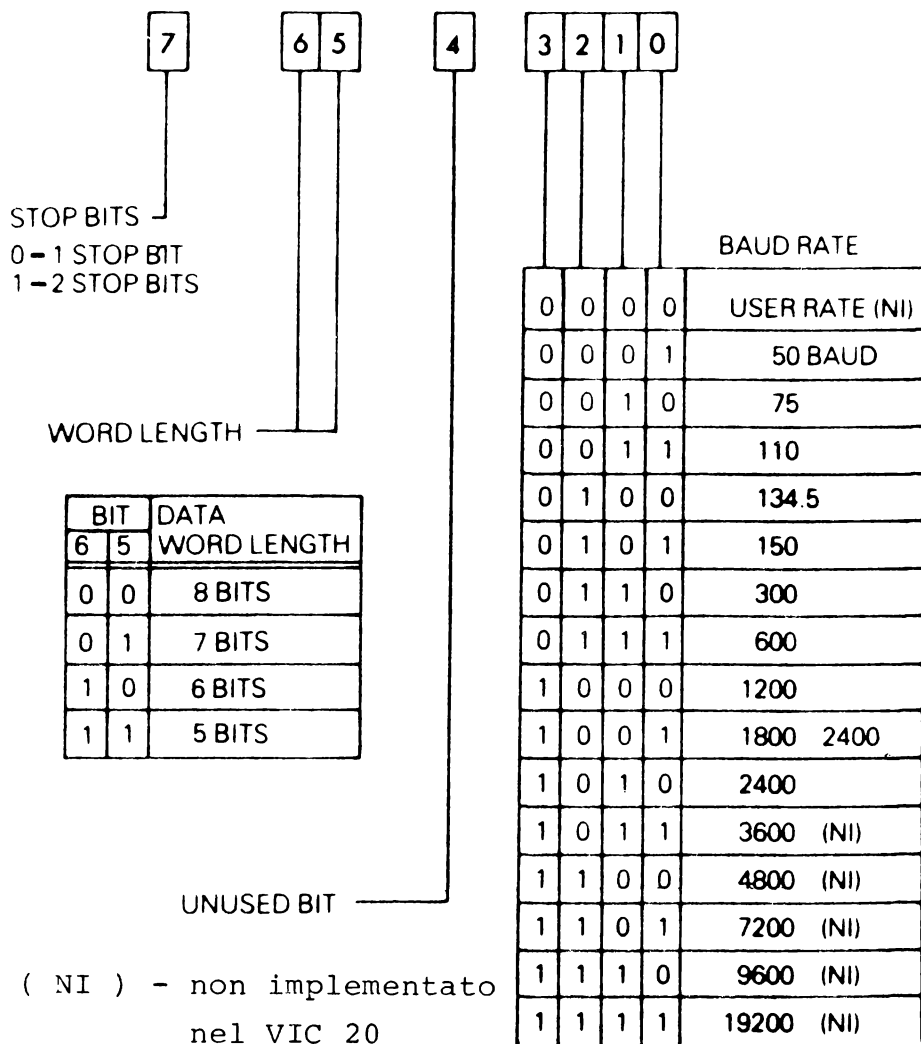 7 6 5 4 3 2 1 0
STOP BITS
0-1 STOP BIT
1-2 STOP BITS
WORD LENGTH
BIT DATA
6 5 WORD LENGTH
0 0 8 BITS
0 1 7 BITS
1 0 6 BITS
1 1 5 BITS
UNUSED BIT
( NI ) - non implementato
nel VIC 20
BAUD RATE
0 0 0 0 USER RATE (NI)
0 0 0 1 50 BAUD
0 0 1 0 75
0 0 1 1 110
0 1 0 0 134.5
0 1 0 1 150
0 1 1 0 300
0 1 1 1 600
1 0 0 0 1200
1 0 0 1 1800 2400
1 0 1 0 2400
1 0 1 1 3600 (NI)
1 1 0 0 4800 (NI)
1 1 0 1 7200 (NI)
1 1 1 0 9600 (NI)
1 1 1 1 19200 (NI)